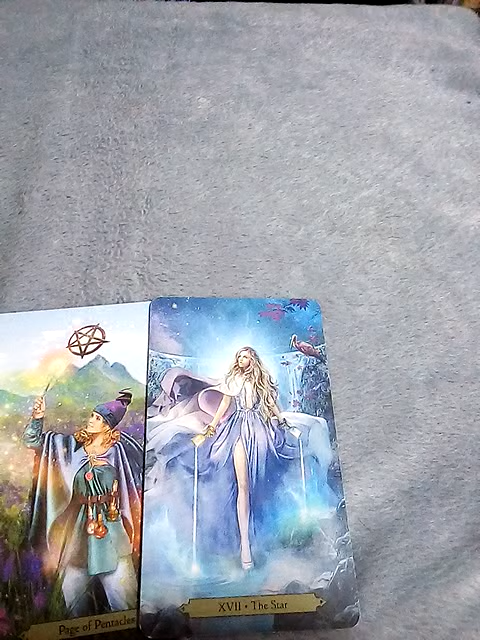 Page of Pentacles
XVII • The Star